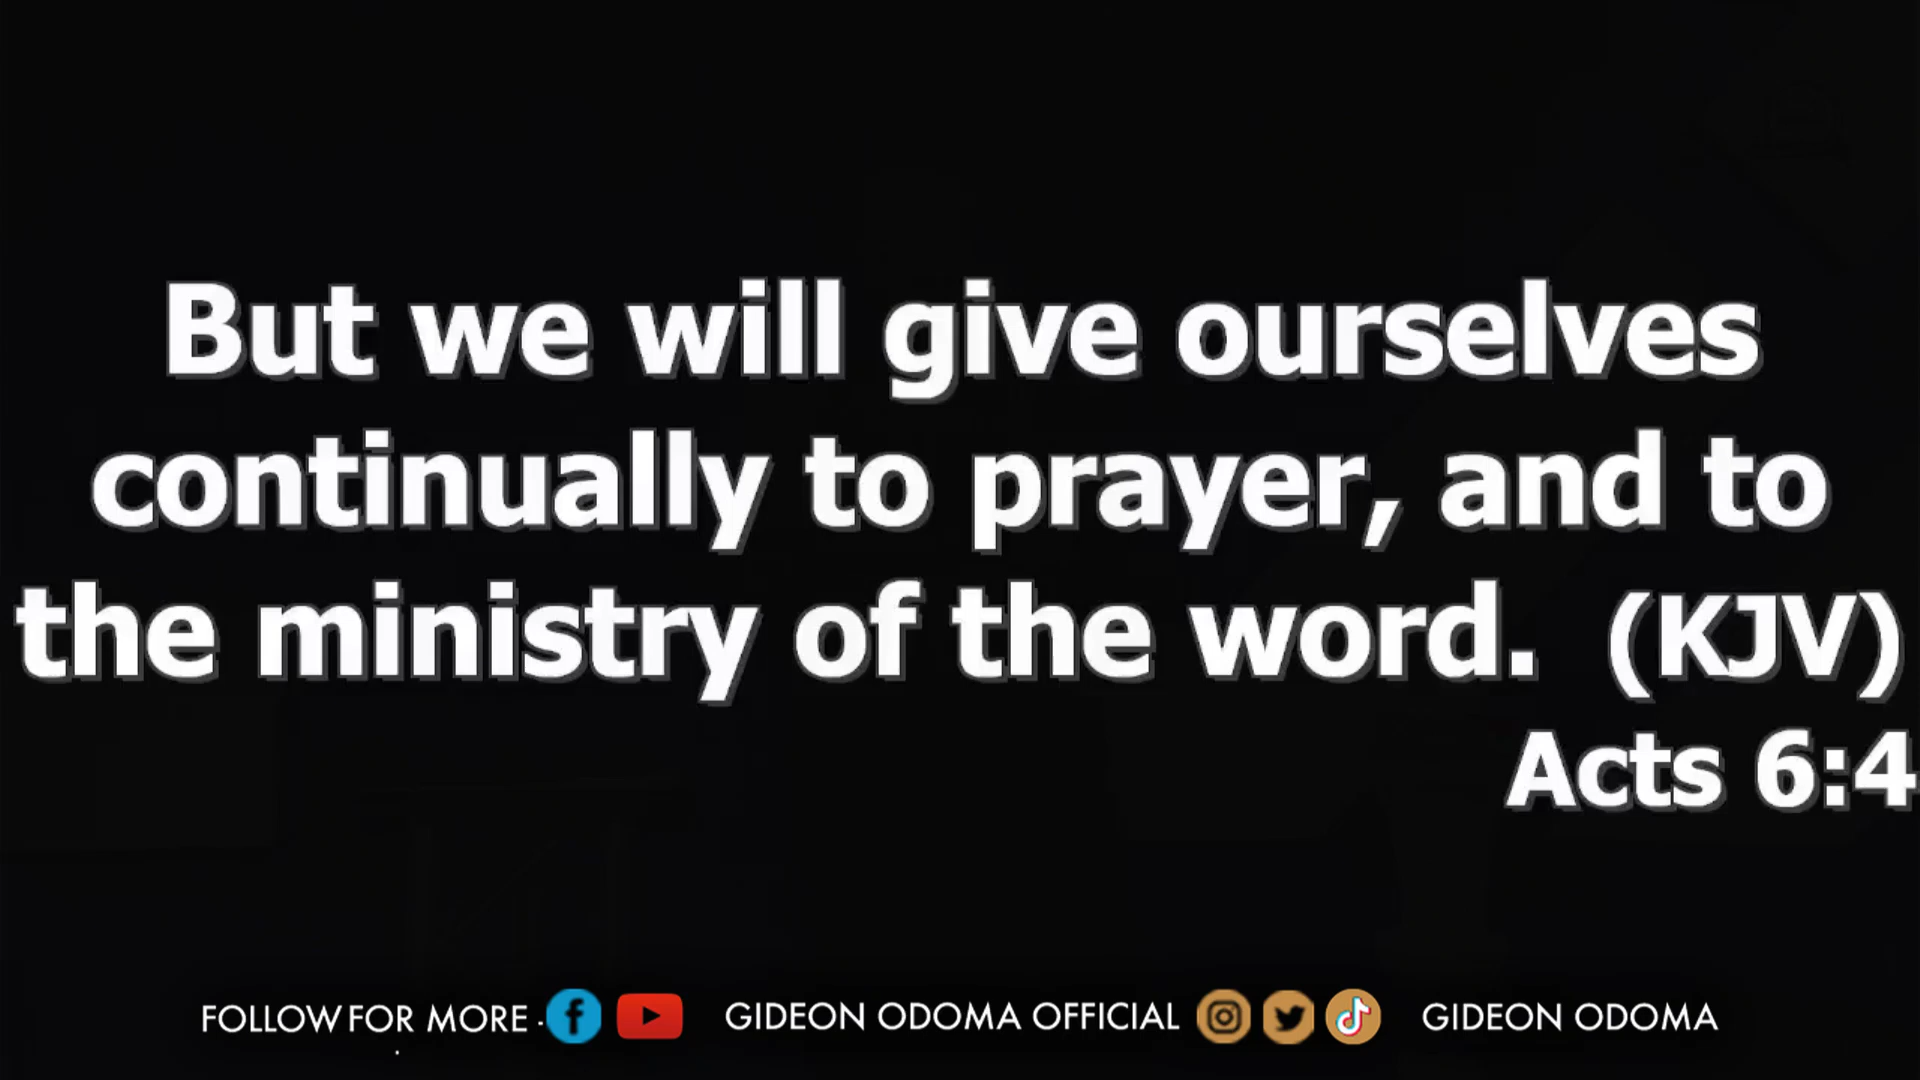 But we will give ourselves
continually to prayer, and to
the ministry of the word.  (KJV)
Acts 6:4
FOLLOW FOR MORE - GIDEON ODOMA OFFICIAL GIDEON ODOMA